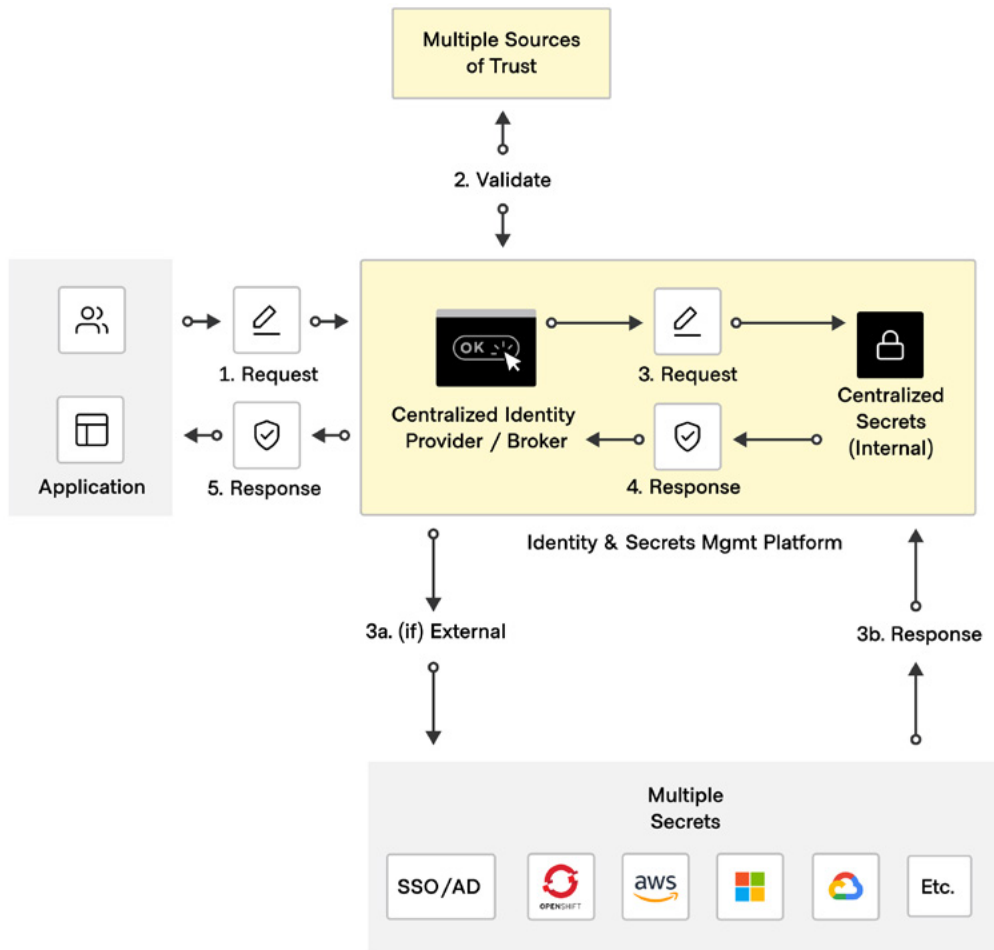 Multiple Sources
of Trust
2. Validate
OK
1. Request
3. Request
Centralized Identity
Provider / Broker
Centralized
Secrets
(Internal)
Application
5. Response
4. Response
Identity & Secrets Mgmt Platform
3a. (if) External
3b. Response
Multiple
Secrets
SSO/AD
OPENSHIFT
aws
Etc.